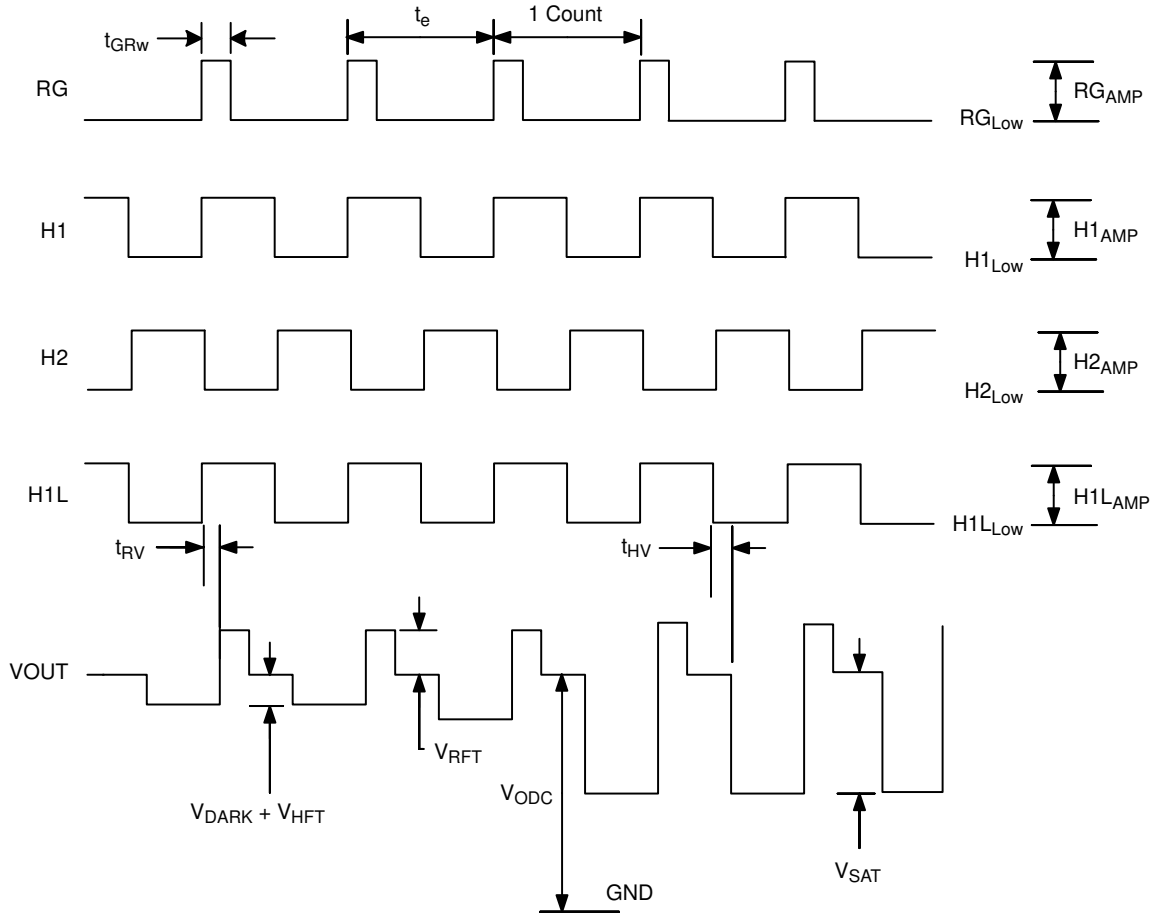 t_e
1 Count
t_GRw
RG
RG_AMP
RG_Low
H1
H1_AMP
H1_Low
H2
H2_AMP
H2_Low
H1L
H1L_AMP
H1L_Low
t_RV
t_HV
VOUT
V_RFT
V_ODC
V_DARK + V_HFT
V_SAT
GND